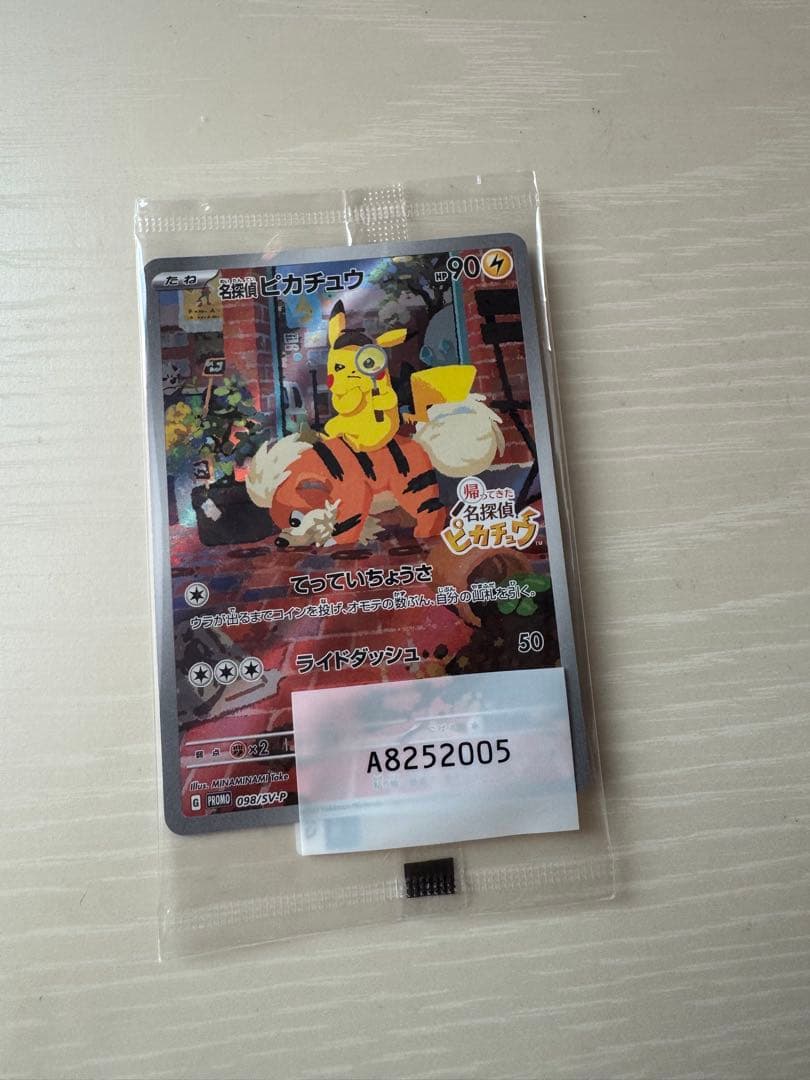 たね 名探偵ピカチュウ HP90
帰ってきた
名探偵
ピカチュウ
てっていちょうさ
ウラが出るまでコインを投げ、オモテの数ぶん、自分の山札を引く。
ライドダッシュ 50
弱点 ×2
A8252005
Illus. MINAMINAMI Take
G PROMO 098/SV-P